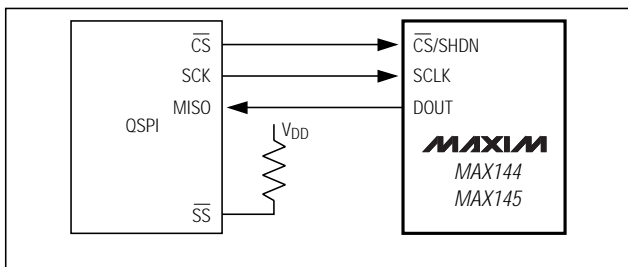 CS
SCK
MISO
QSPI
VDD
SS
CS/SHDN
SCLK
DOUT
MAXIM
MAX144
MAX145